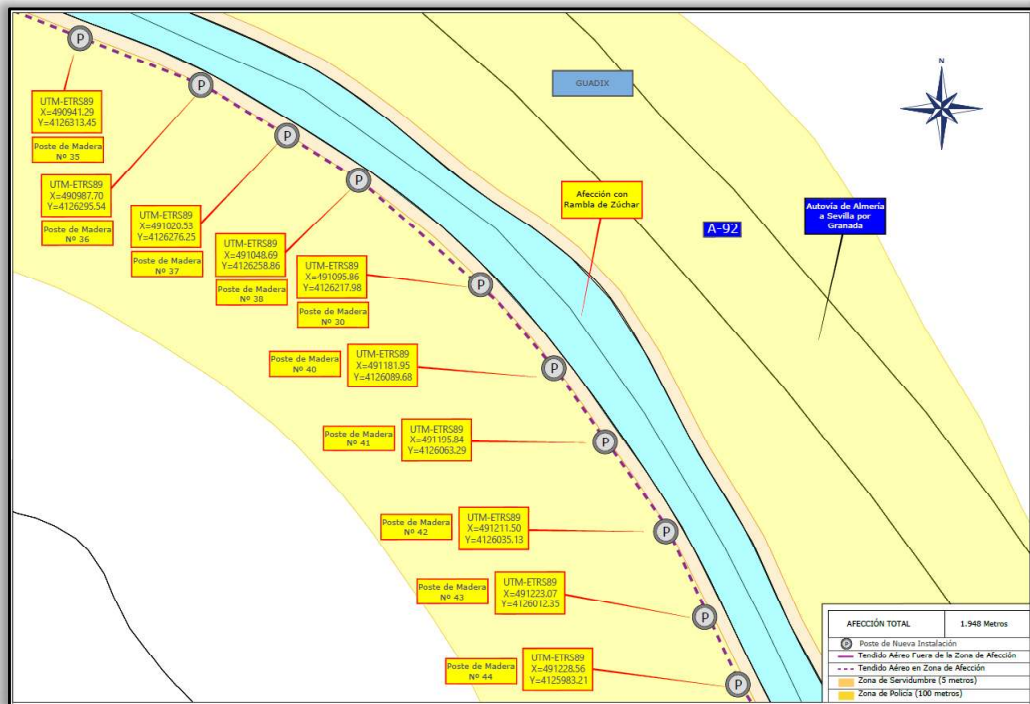 N
GUADIX
UTM-ETRS89
X=490941.29
Y=4126313.45
Poste de Madera
Nº 35
UTM-ETRS89
X=490987.70
Y=4126295.54
Poste de Madera
Nº 36
UTM-ETRS89
X=491020.53
Y=4126276.25
Poste de Madera
Nº 37
UTM-ETRS89
X=491048.69
Y=4126258.86
Poste de Madera
Nº 38
UTM-ETRS89
X=491095.86
Y=4126217.98
Poste de Madera
Nº 30
Afección con
Rambla de Zúchar
A-92
Autovía de Almería
a Sevilla por
Granada
Poste de Madera
Nº 40
UTM-ETRS89
X=491181.95
Y=4126089.68
Poste de Madera
Nº 41
UTM-ETRS89
X=491195.84
Y=4126063.29
Poste de Madera
Nº 42
UTM-ETRS89
X=491211.50
Y=4126035.13
Poste de Madera
Nº 43
UTM-ETRS89
X=491223.07
Y=4126012.35
Poste de Madera
Nº 44
UTM-ETRS89
X=491228.56
Y=4125983.21
P
P
P
P
P
P
P
P
P
P
AFECCIÓN TOTAL 1.948 Metros
P Poste de Nueva Instalación
Tendido Aéreo Fuera de la Zona de Afección
Tendido Aéreo en Zona de Afección
Zona de Servidumbre (5 metros)
Zona de Policía (100 metros)